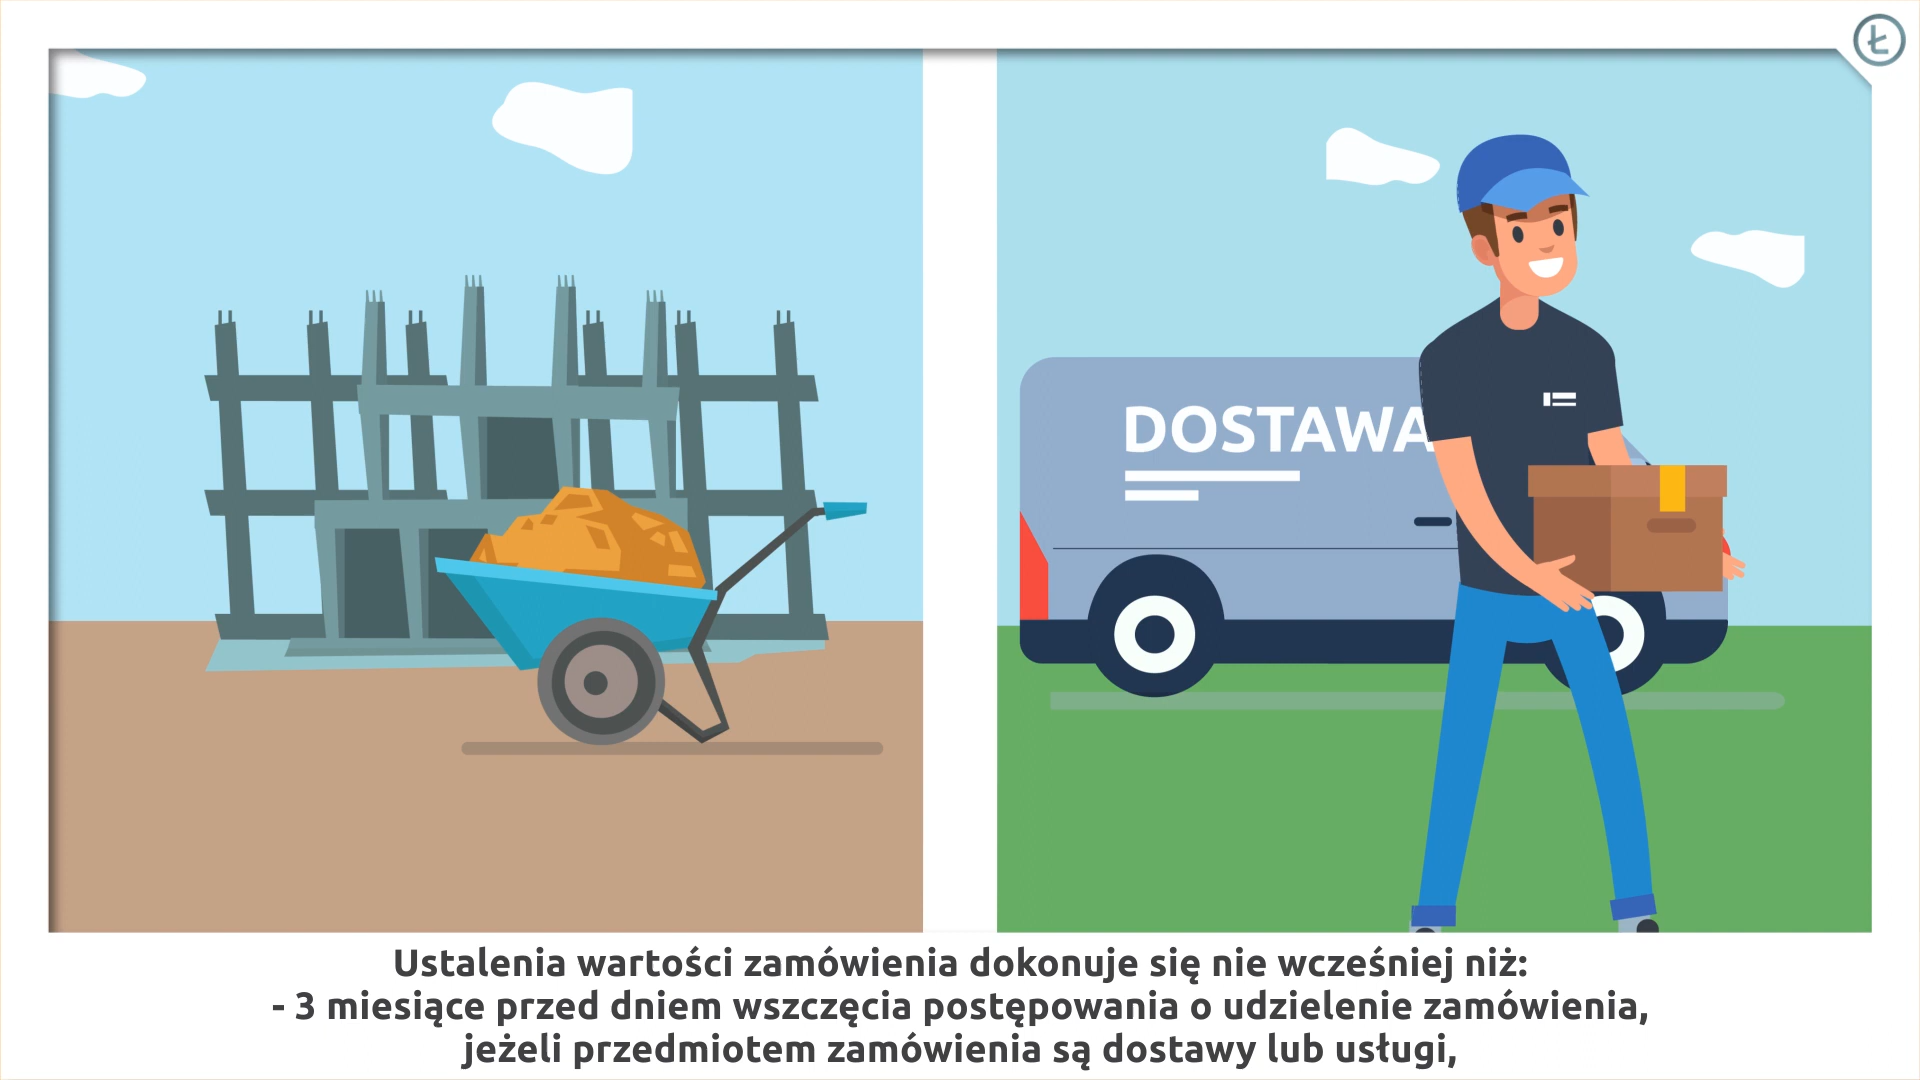 Ł
DOSTAWA
Ustalenia wartości zamówienia dokonuje się nie wcześniej niż:
- 3 miesiące przed dniem wszczęcia postępowania o udzielenie zamówienia,
jeżeli przedmiotem zamówienia są dostawy lub usługi,